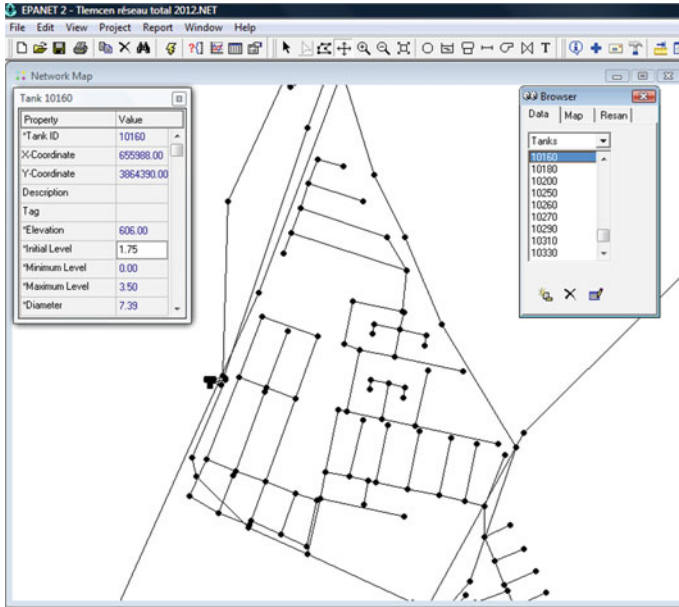 EPANET 2 - Tlemcen réseau total 2012.NET
File Edit View Project Report Window Help
T
Network Map
Tank 10160
Property Value
*Tank ID 10160
X-Coordinate 655988.00
Y-Coordinate 3864390.00
Description
Tag
*Elevation 606.00
*Initial Level 1.75
*Minimum Level 0.00
*Maximum Level 3.50
*Diameter 7.39
Browser
Data Map Resan
Tanks
10160
10180
10200
10250
10260
10270
10290
10310
10330